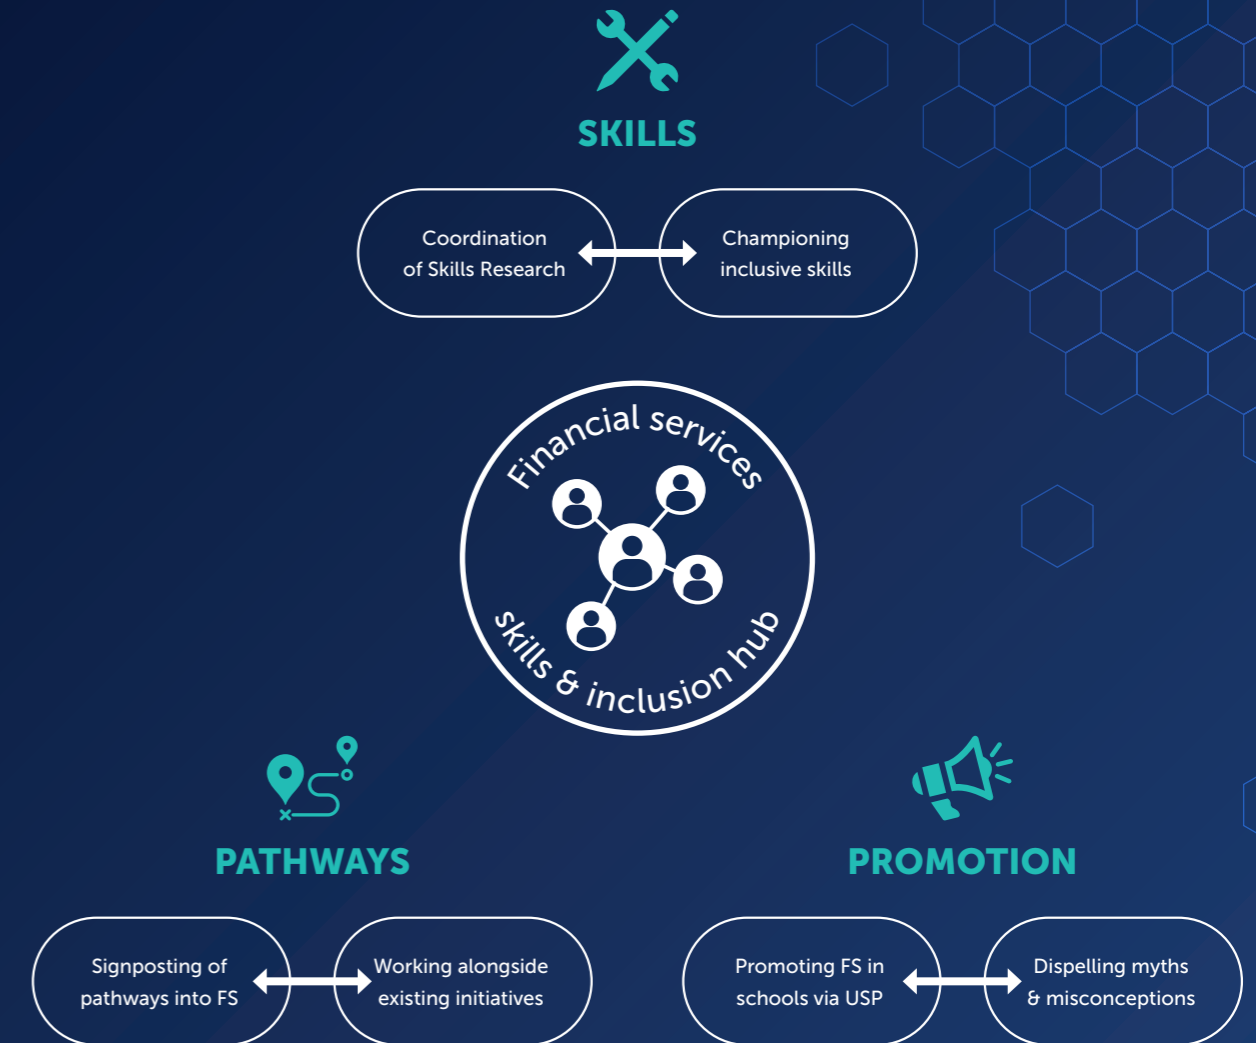 SKILLS
Coordination
of Skills Research
Championing
inclusive skills
Financial services
skills & inclusion hub
PATHWAYS
Signposting of
pathways into FS
Working alongside
existing initiatives
PROMOTION
Promoting FS in
schools via USP
Dispelling myths
& misconceptions